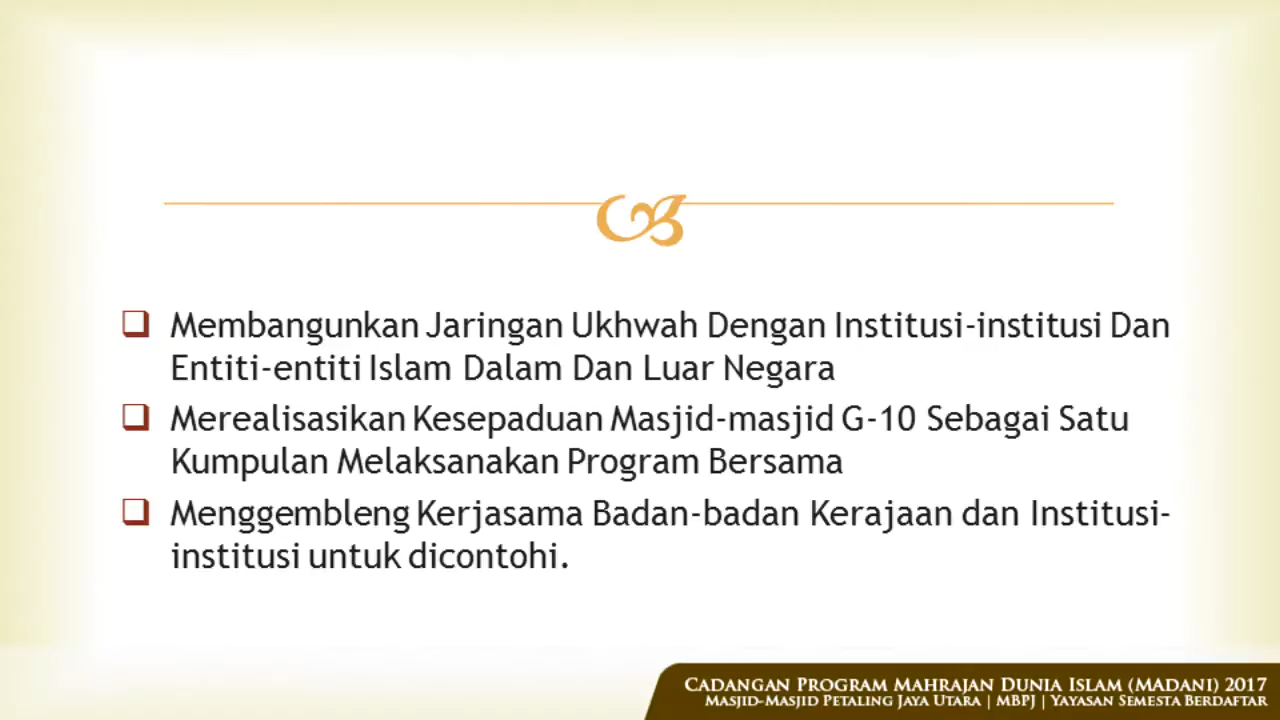 Membangunkan Jaringan Ukhwah Dengan Institusi-institusi Dan
Entiti-entiti Islam Dalam Dan Luar Negara
Merealisasikan Kesepaduan Masjid-masjid G-10 Sebagai Satu
Kumpulan Melaksanakan Program Bersama
Menggembleng Kerjasama Badan-badan Kerajaan dan Institusi-
institusi untuk dicontohi.
Cadangan Program Mahrajan Dunia Islam (MADANI) 2017
Masjid-Masjid Petaling Jaya Utara | MBPJ | Yayasan Semesta Berdaftar